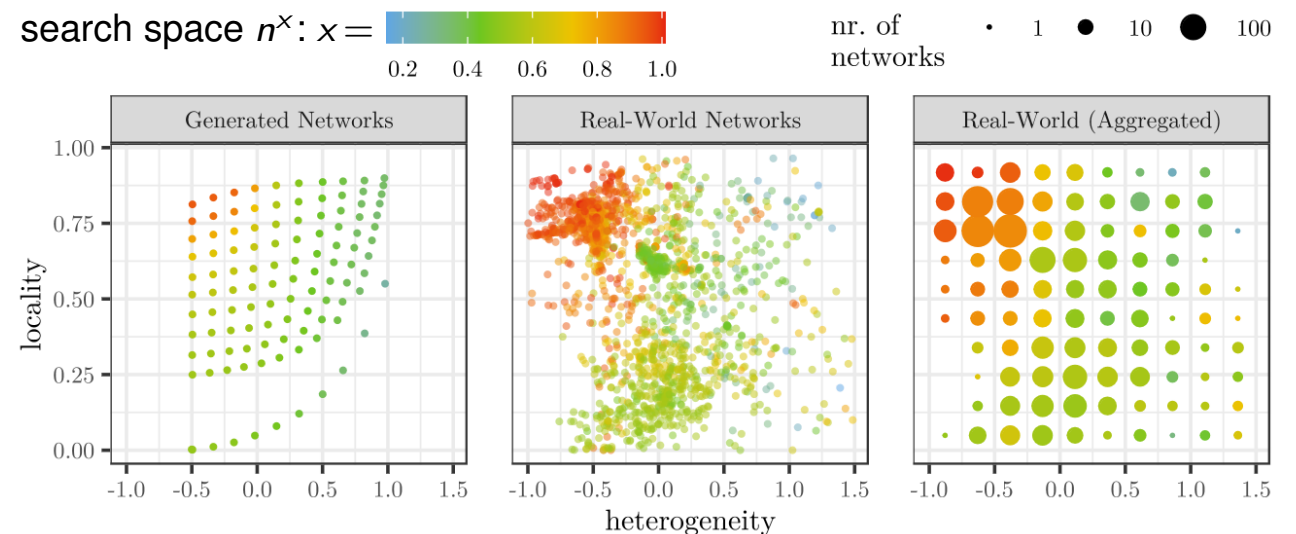 search space n^x: x=
0.2 0.4 0.6 0.8 1.0
nr. of
networks
1 10 100
Generated Networks Real-World Networks Real-World (Aggregated)
1.00
0.75
0.50
0.25
0.00
locality
-1.0 -0.5 0.0 0.5 1.0 1.5 -1.0 -0.5 0.0 0.5 1.0 1.5 -1.0 -0.5 0.0 0.5 1.0 1.5
heterogeneity